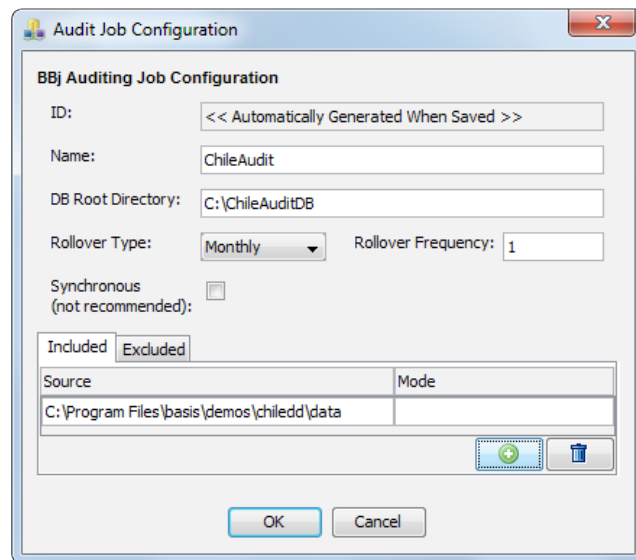 Audit Job Configuration
BBj Auditing Job Configuration
ID: << Automatically Generated When Saved >>
Name: ChileAudit
DB Root Directory: C:\ChileAuditDB
Rollover Type: Monthly Rollover Frequency: 1
Synchronous
(not recommended):
Included Excluded
Source Mode
C:\Program Files\basis\demos\chiledd\data
OK Cancel